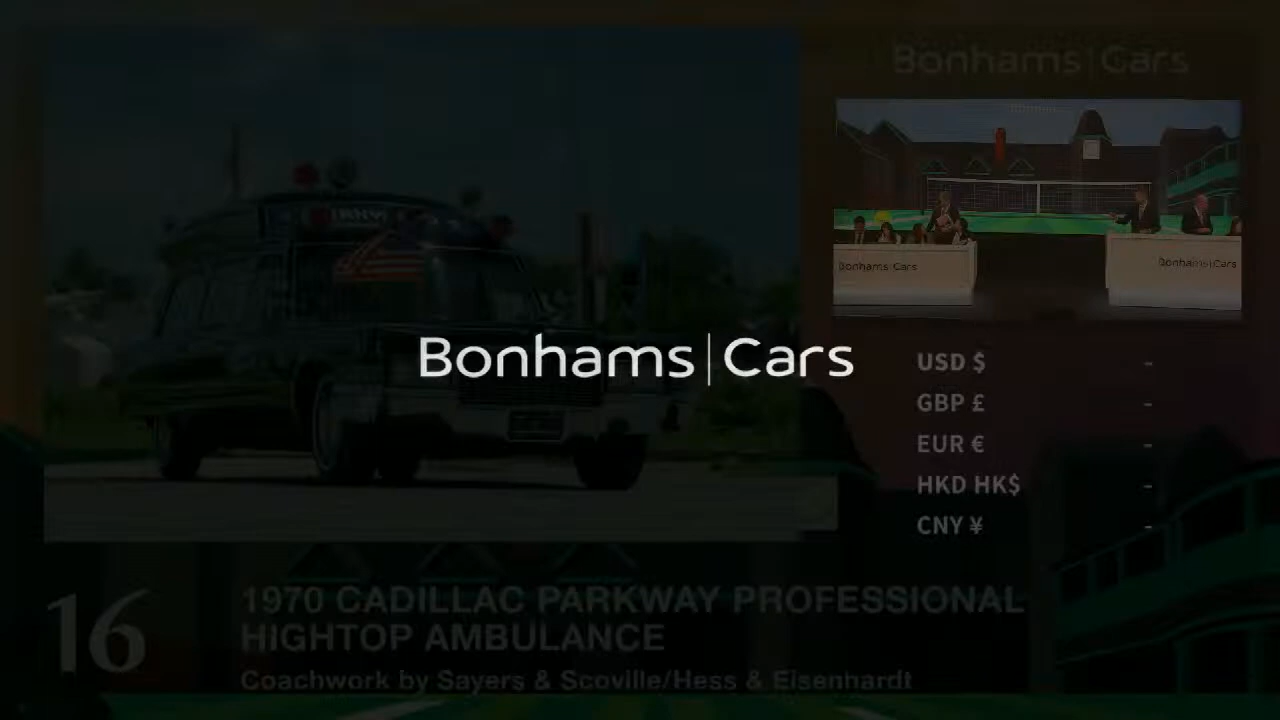 Bonhams|Cars
Bonhams Cars
Bonhams|Cars
Bonhams|Cars
USD $ -
GBP £ -
EUR € -
HKD HK$ -
CNY ¥ -
16
1970 CADILLAC PARKWAY PROFESSIONAL
HIGHTOP AMBULANCE
Coachwork by Sayers & Scoville/Hess & Eisenhardt